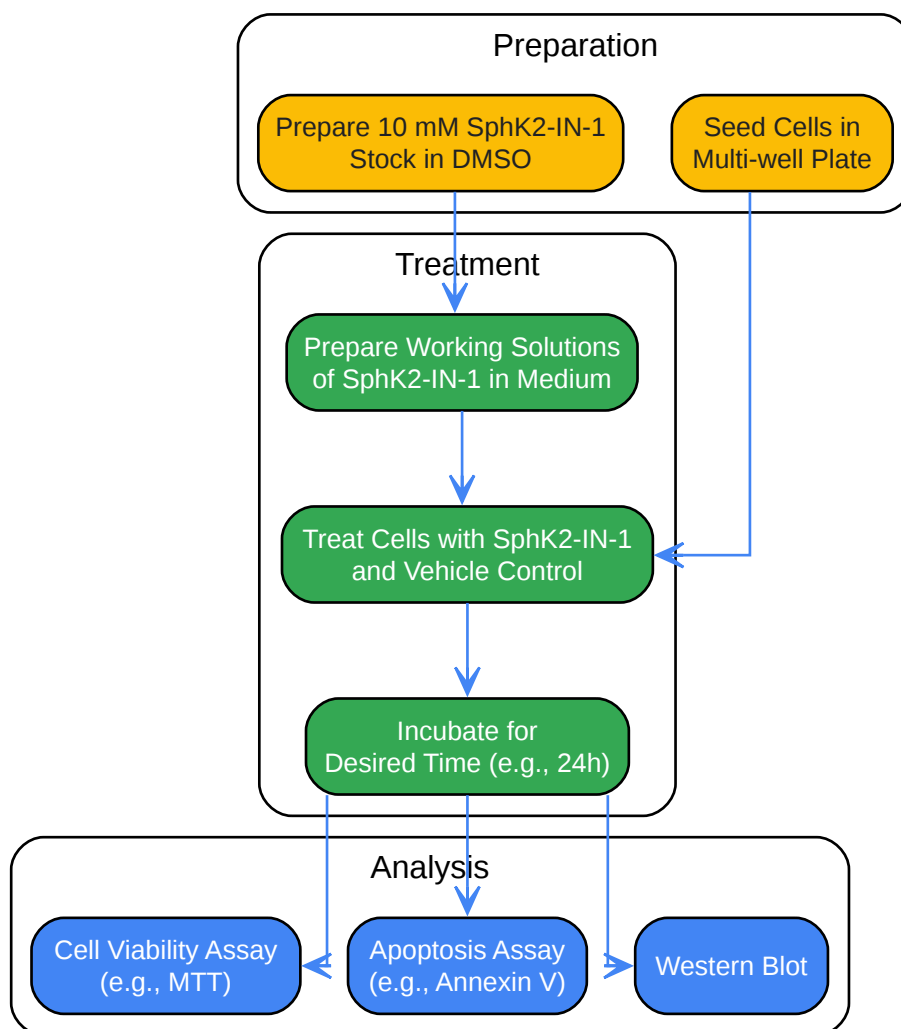 Preparation
Prepare 10 mM SphK2-IN-1
Stock in DMSO
Seed Cells in
Multi-well Plate
Treatment
Prepare Working Solutions
of SphK2-IN-1 in Medium
Treat Cells with SphK2-IN-1
and Vehicle Control
Incubate for
Desired Time (e.g., 24h)
Analysis
Cell Viability Assay
(e.g., MTT)
Apoptosis Assay
(e.g., Annexin V)
Western Blot